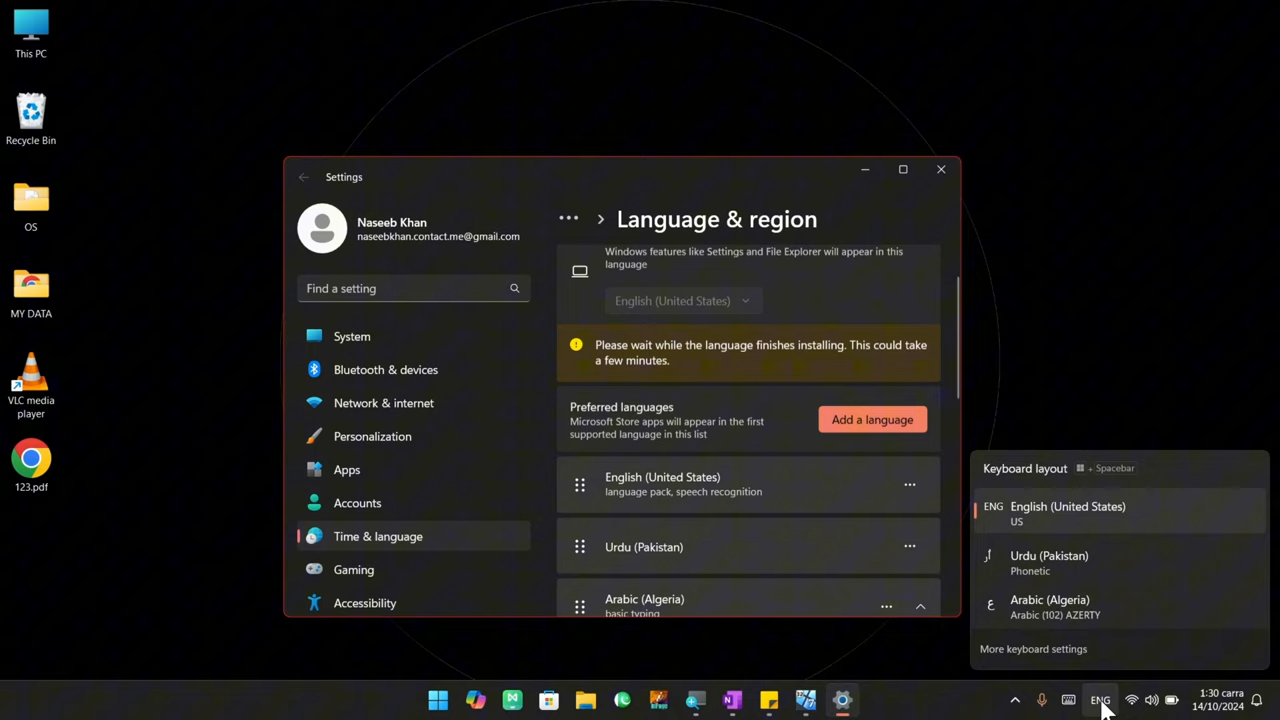 This PC
Recycle Bin
OS
MY DATA
VLC media
player
123.pdf
Settings
Naseeb Khan
naseebkhan.contact.me@gmail.com
Find a setting
System
Bluetooth & devices
Network & internet
Personalization
Apps
Accounts
Time & language
Gaming
Accessibility
Language & region
Windows features like Settings and File Explorer will appear in this
language
English (United States)
Please wait while the language finishes installing. This could take
a few minutes.
Preferred languages
Microsoft Store apps will appear in the first
supported language in this list
Add a language
English (United States)
language pack, speech recognition
Urdu (Pakistan)
Arabic (Algeria)
basic typing
Keyboard layout + Spacebar
ENG English (United States)
US
اُر Urdu (Pakistan)
Phonetic
ع Arabic (Algeria)
Arabic (102) AZERTY
More keyboard settings
ENG
1:30 carra
14/10/2024